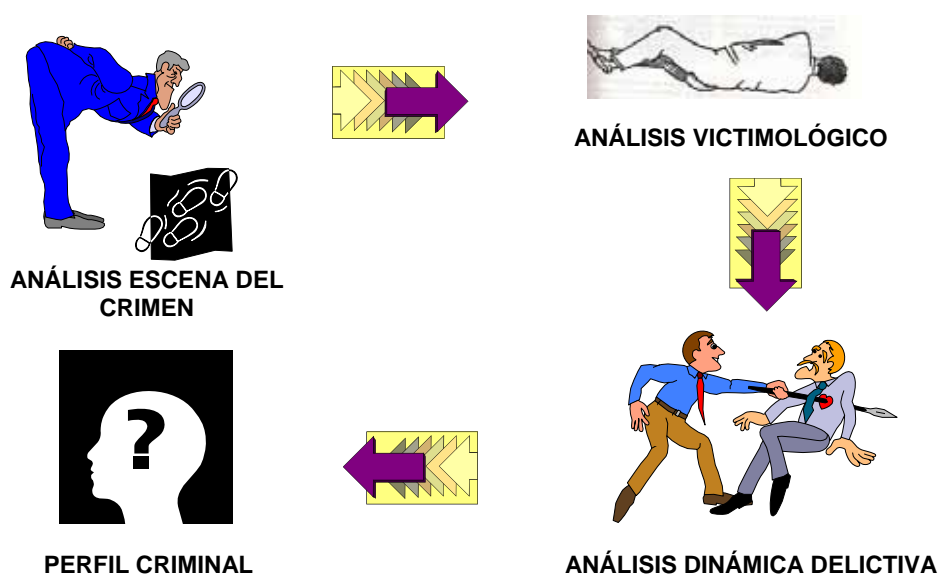 ANÁLISIS VICTIMOLÓGICO
ANÁLISIS ESCENA DEL
CRIMEN
?
PERFIL CRIMINAL
ANÁLISIS DINÁMICA DELICTIVA